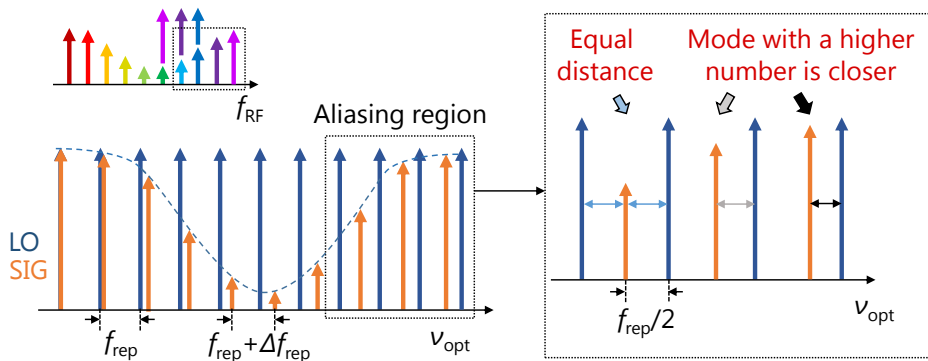 f_RF
Aliasing region
LO
SIG
f_rep
f_rep+Δf_rep
ν_opt
Equal
distance
Mode with a higher
number is closer
f_rep/2
ν_opt